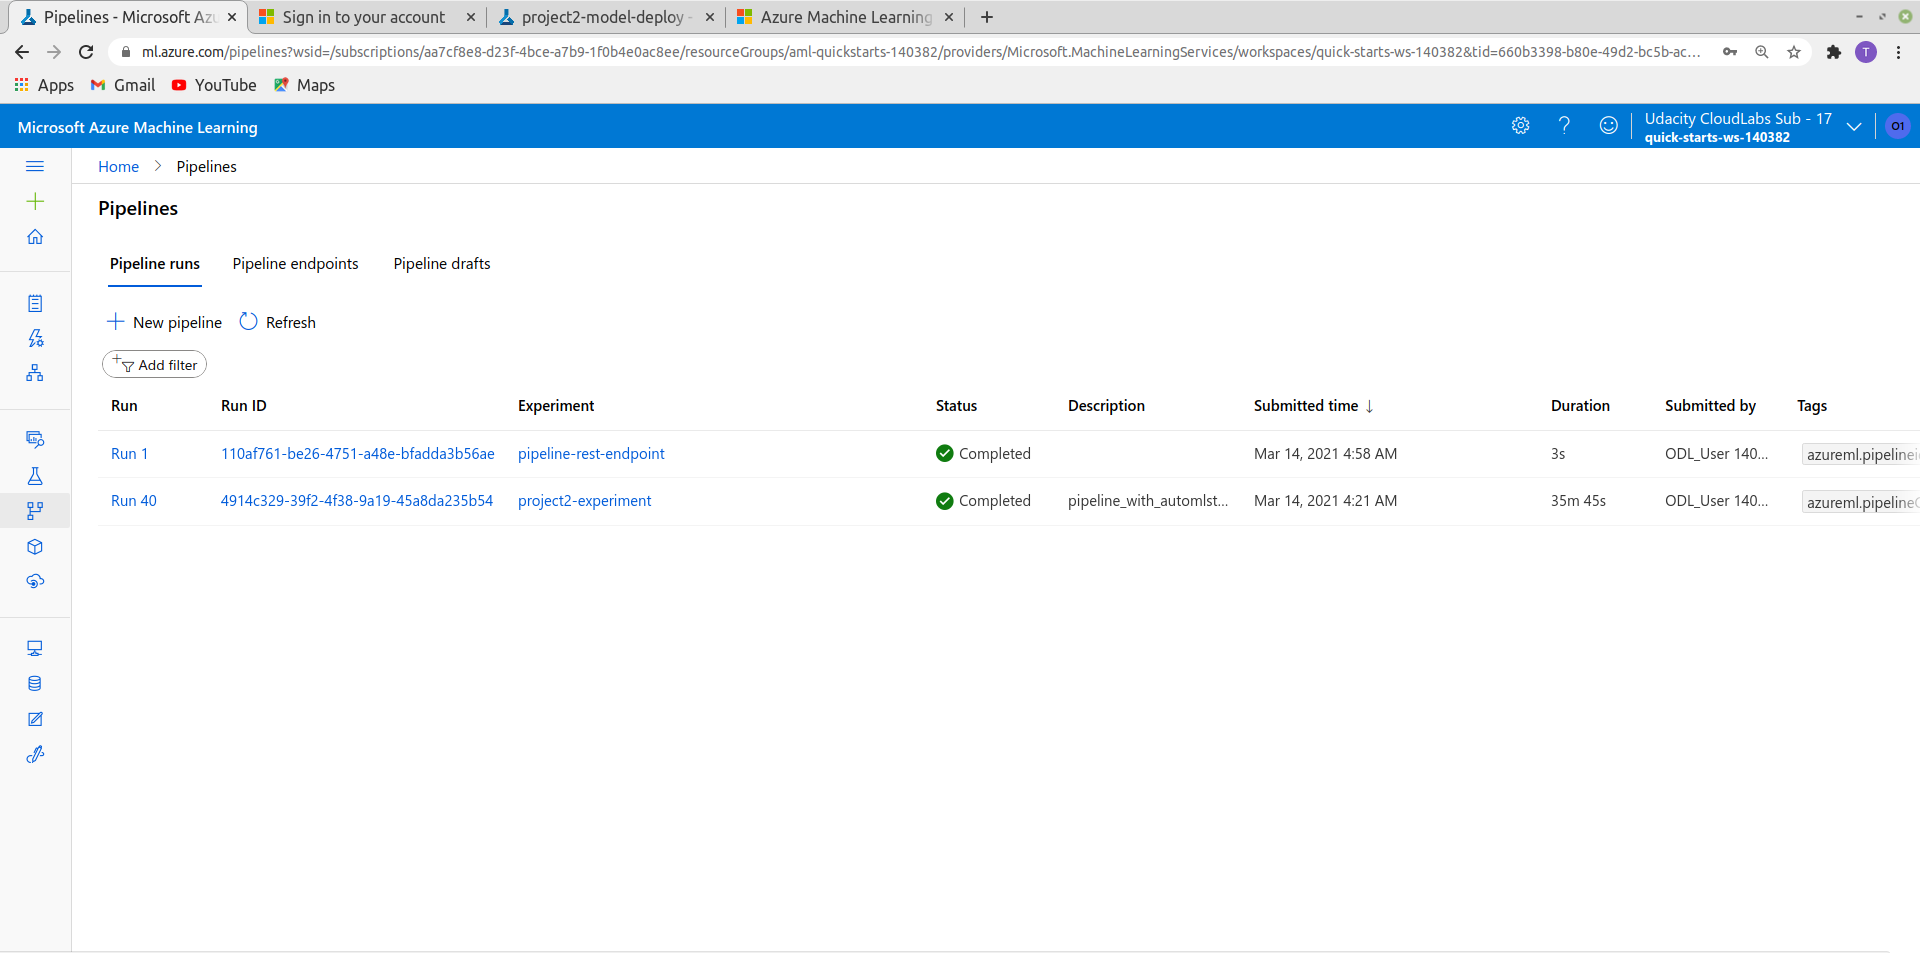 Pipelines - Microsoft Azu
Sign in to your account
project2-model-deploy -
Azure Machine Learning
ml.azure.com/pipelines?wsid=/subscriptions/aa7cf8e8-d23f-4bce-a7b9-1f0b4e0ac8ee/resourceGroups/aml-quickstarts-140382/providers/Microsoft.MachineLearningServices/workspaces/quick-starts-ws-140382&tid=660b3398-b80e-49d2-bc5b-ac...
T
Apps
Gmail
YouTube
Maps
Microsoft Azure Machine Learning
Udacity CloudLabs Sub - 17
quick-starts-ws-140382
O1
Home > Pipelines
Pipelines
Pipeline runs
Pipeline endpoints
Pipeline drafts
New pipeline
Refresh
Add filter
Run Run ID Experiment Status Description Submitted time ↓ Duration Submitted by Tags
Run 1 110af761-be26-4751-a48e-bfadda3b56ae pipeline-rest-endpoint Completed Mar 14, 2021 4:58 AM 3s ODL_User 140... azureml.pipelinei
Run 40 4914c329-39f2-4f38-9a19-45a8da235b54 project2-experiment Completed pipeline_with_automlst... Mar 14, 2021 4:21 AM 35m 45s ODL_User 140... azureml.pipelineC